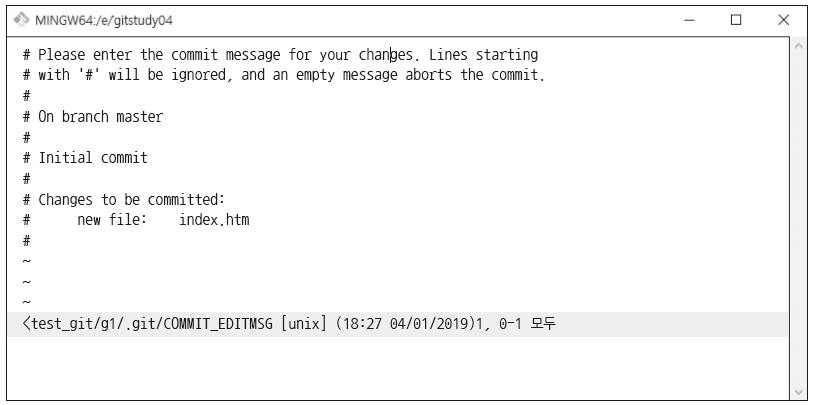 MINGW64:/e/'gitstudy04
# Please enter the commit message for your changes. Lines starting
# with '#' will be ignored, and an empty message aborts the commit.
#
# On branch master
#
# Initial commit
#
# Changes to be committed:
#      new file:    index.htm
#
~
~
~
<test_git/g1/.git/COMMIT_EDITMSG [unix] (18:27 04/01/2019)1, 0-1 모두